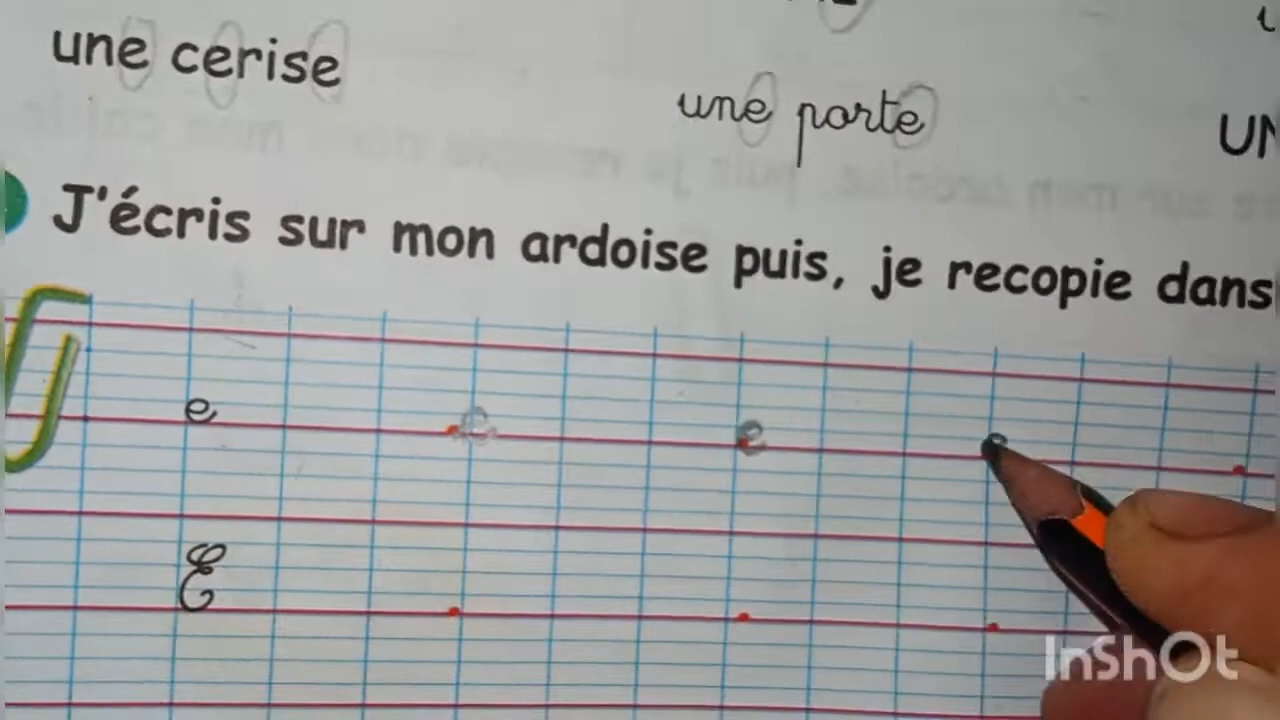 une cerise
une porte
UN
J'écris sur mon ardoise puis, je recopie dans
e e e e
E
InShOt